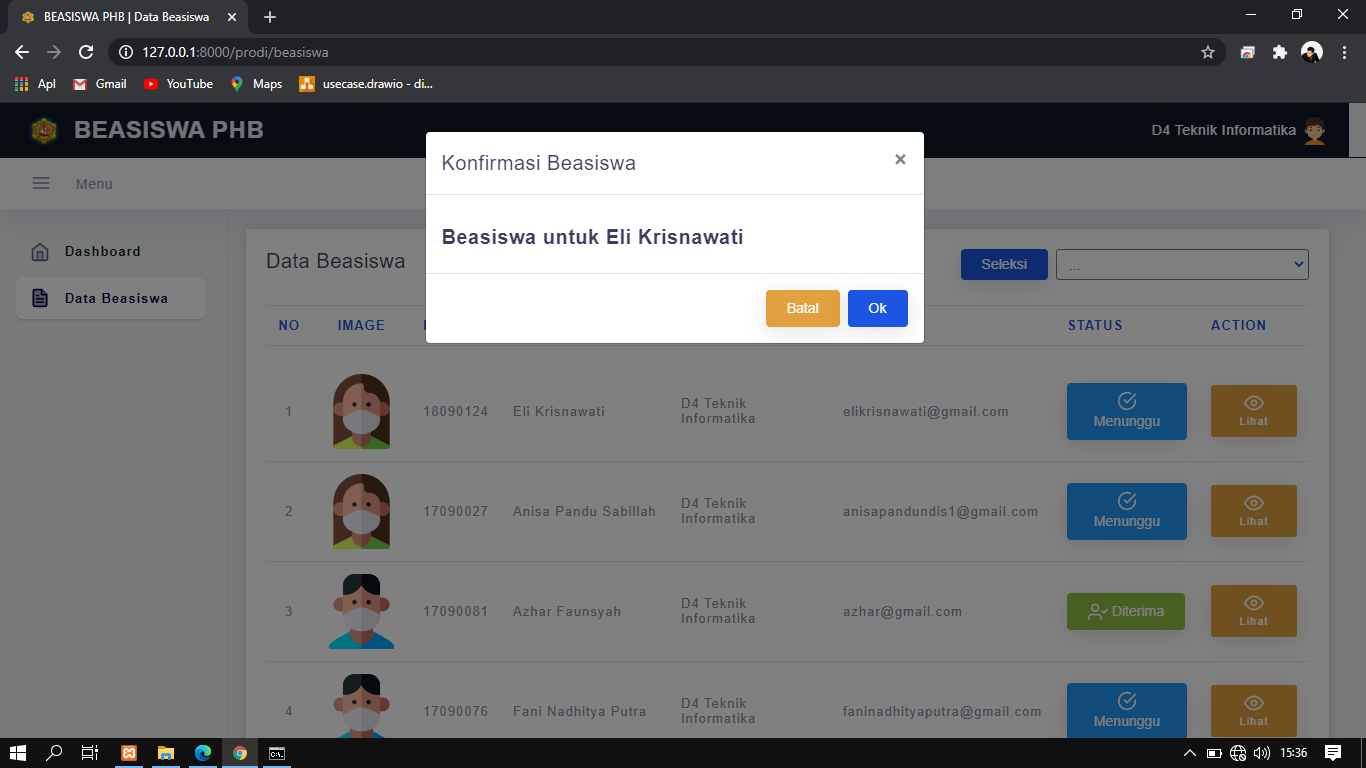 BEASISWA PHB | Data Beasiswa
127.0.0.1:8000/prodi/beasiswa
Apl Gmail YouTube Maps usecase.drawio - di...
BEASISWA PHB
D4 Teknik Informatika
Menu
Konfirmasi Beasiswa
×
Beasiswa untuk Eli Krisnawati
Batal Ok
Dashboard
Data Beasiswa
Data Beasiswa
Seleksi ...
NO IMAGE STATUS ACTION
1 18090124 Eli Krisnawati D4 Teknik Informatika elikrisnawati@gmail.com Menunggu Lihat
2 17090027 Anisa Pandu Sabillah D4 Teknik Informatika anisapandundis1@gmail.com Menunggu Lihat
3 17090081 Azhar Faunsyah D4 Teknik Informatika azhar@gmail.com Diterima Lihat
4 17090076 Fani Nadhitya Putra D4 Teknik Informatika faninadhityaputra@gmail.com Menunggu Lihat
15:36